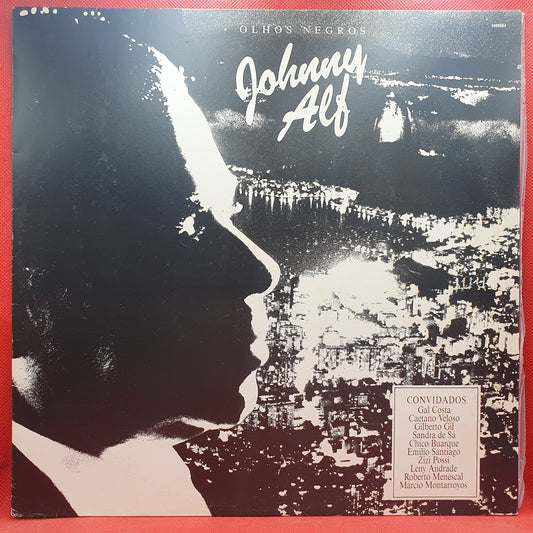 OLHOS NEGROS
Johnny
Alf
CONVIDADOS
Gal Costa
Caetano Veloso
Gilberto Gil
Sandra de Sá
Chico Buarque
Emílio Santiago
Zizi Possi
Leny Andrade
Roberto Menescal
Márcio Montarroyos